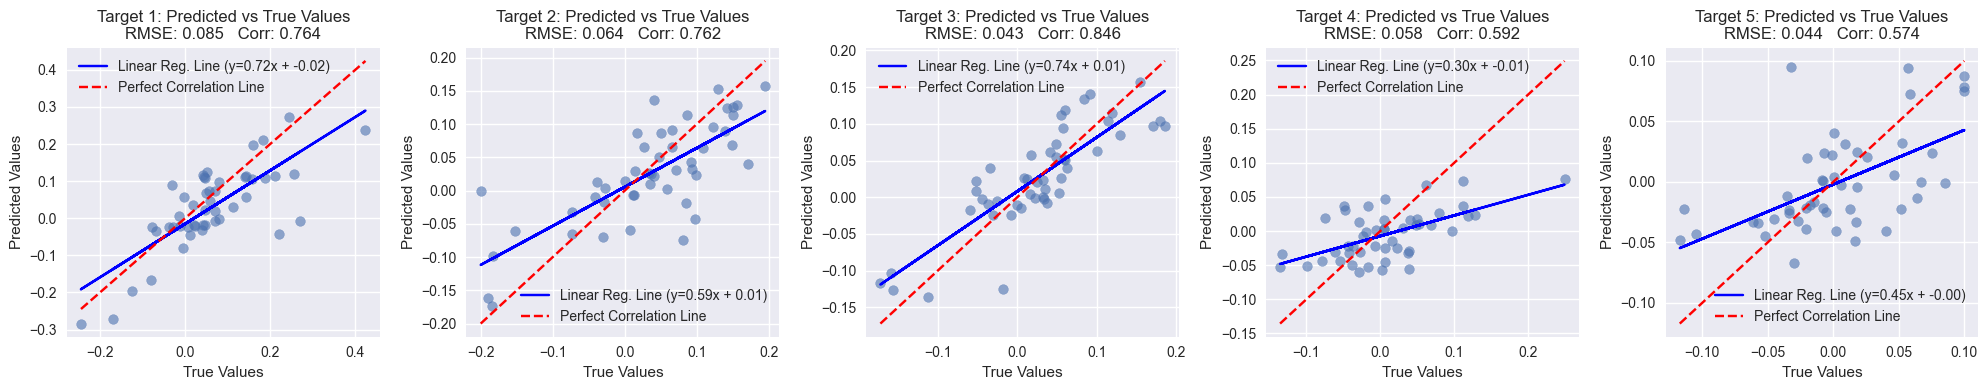 Target 1: Predicted vs True Values
RMSE: 0.085   Corr: 0.764
Linear Reg. Line (y=0.72x + -0.02)
Perfect Correlation Line
0.4
0.3
0.2
0.1
0.0
−0.1
−0.2
−0.3
Predicted Values
−0.2
0.0
0.2
0.4
True Values
Target 2: Predicted vs True Values
RMSE: 0.064   Corr: 0.762
0.20
0.15
0.10
0.05
0.00
−0.05
−0.10
−0.15
−0.20
Predicted Values
Linear Reg. Line (y=0.59x + 0.01)
Perfect Correlation Line
−0.2
−0.1
0.0
0.1
0.2
True Values
Target 3: Predicted vs True Values
RMSE: 0.043   Corr: 0.846
Linear Reg. Line (y=0.74x + 0.01)
Perfect Correlation Line
0.20
0.15
0.10
0.05
0.00
−0.05
−0.10
−0.15
Predicted Values
−0.1
0.0
0.1
0.2
True Values
Target 4: Predicted vs True Values
RMSE: 0.058   Corr: 0.592
Linear Reg. Line (y=0.30x + -0.01)
Perfect Correlation Line
0.25
0.20
0.15
0.10
0.05
0.00
−0.05
−0.10
−0.15
Predicted Values
−0.1
0.0
0.1
0.2
True Values
Target 5: Predicted vs True Values
RMSE: 0.044   Corr: 0.574
0.10
0.05
0.00
−0.05
−0.10
Predicted Values
Linear Reg. Line (y=0.45x + -0.00)
Perfect Correlation Line
−0.10
−0.05
0.00
0.05
0.10
True Values